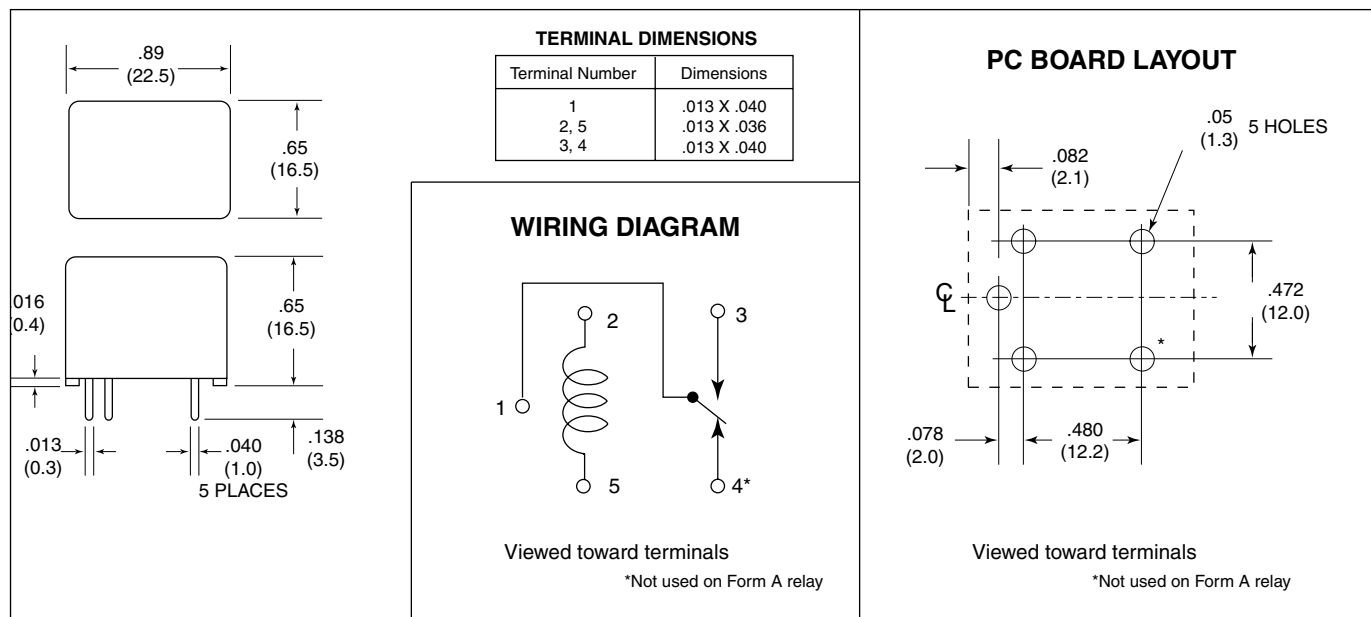 .89
(22.5)
.65
(16.5)
.016
(0.4)
.65
(16.5)
.013
(0.3)
.040
(1.0)
5 PLACES
.138
(3.5)
TERMINAL DIMENSIONS
Terminal Number Dimensions
1 .013 X .040
2, 5 .013 X .036
3, 4 .013 X .040
WIRING DIAGRAM
1
2
3
5
4*
Viewed toward terminals
*Not used on Form A relay
PC BOARD LAYOUT
.05
(1.3)
5 HOLES
.082
(2.1)
CL
.472
(12.0)
*
.078
(2.0)
.480
(12.2)
Viewed toward terminals
*Not used on Form A relay